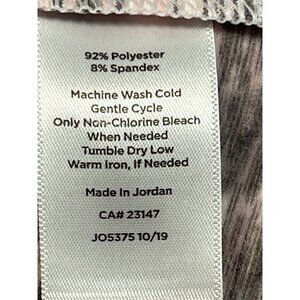 92% Polyester
8% Spandex
Machine Wash Cold
Gentle Cycle
Only Non-Chlorine Bleach
When Needed
Tumble Dry Low
Warm Iron, If Needed
Made In Jordan
CA# 23147
JO5375 10/19